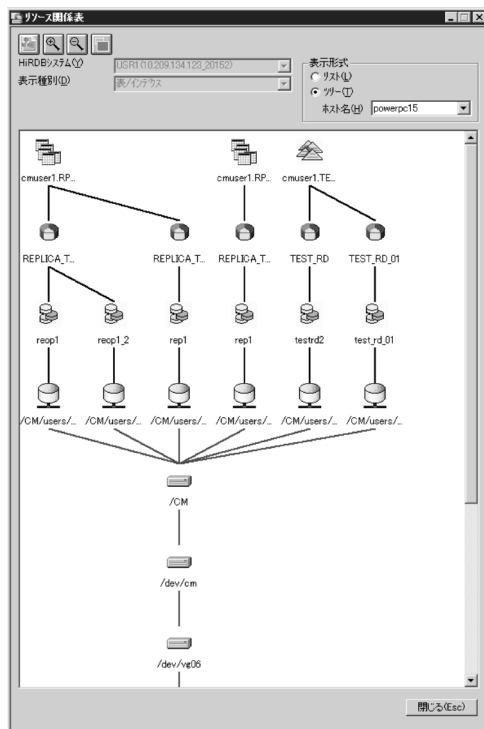 リソース関係表
HiRDBシステム(Y) USR1(10.209.134.123_20152)
表示種別(D) 表/インデクス
表示形式
リスト(L)
ツリー(T)
ホスト名(H) powerpc15
cmuser1.RP... cmuser1.RP... cmuser1.TE...
REPLICA_T... REPLICA_T... REPLICA_T... TEST_RD TEST_RD_01
reop1 reop1_2 rep1 rep1 testrd2 test_rd_01
/CM/users/... /CM/users/... /CM/users/... /CM/users/... /CM/users/... /CM/users/...
/CM
/dev/cm
/dev/vg06
閉じる(Esc)